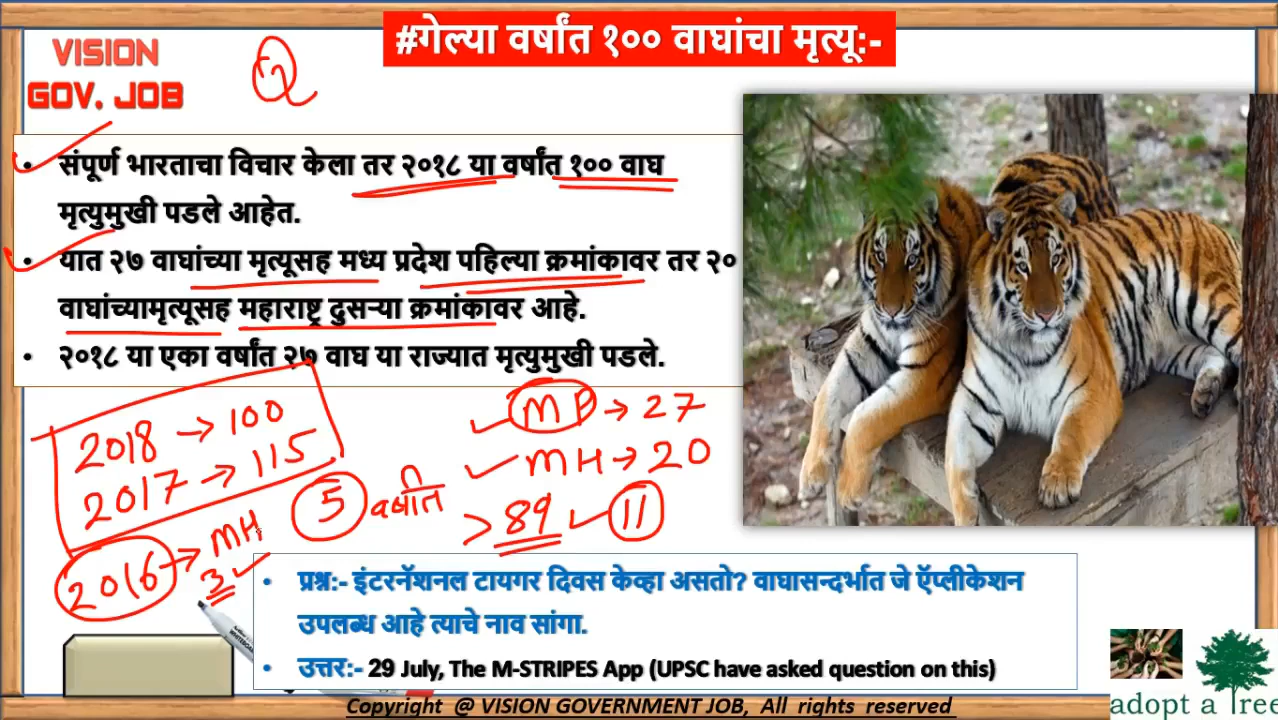 #गेल्या वर्षांत १०० वाघांचा मृत्यू:-
VISION
GOV. JOB
Q
• संपूर्ण भारताचा विचार केला तर २०१८ या वर्षांत १०० वाघ
मृत्युमुखी पडले आहेत.
• यात २७ वाघांच्या मृत्यूसह मध्य प्रदेश पहिल्या क्रमांकावर तर २०
वाघांच्यामृत्यूसह महाराष्ट्र दुसऱ्या क्रमांकावर आहे.
• २०१८ या एका वर्षांत २७ वाघ या राज्यात मृत्युमुखी पडले.
2018 → 100
2017 → 115
2016 → MH
3
5 वर्षात
MP → 27
MH → 20
> 89 11
• प्रश्न:- इंटरनॅशनल टायगर दिवस केव्हा असतो? वाघासन्दर्भात जे ऍप्लीकेशन
उपलब्ध आहे त्याचे नाव सांगा.
• उत्तर:- 29 July, The M-STRIPES App (UPSC have asked question on this)
adopt a Tree
Copyright @ VISION GOVERNMENT JOB, All rights reserved